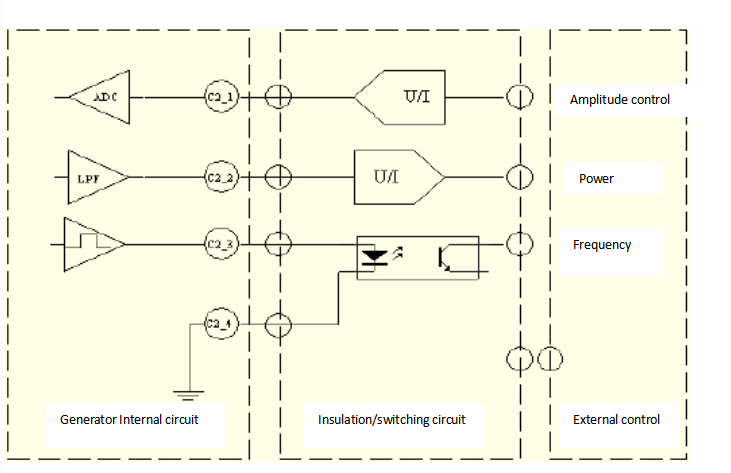 ADC C2_1 U/I Amplitude control
LPF C2_2 U/I Power
C2_3 Frequency
C2_4
Generator Internal circuit Insulation/switching circuit External control